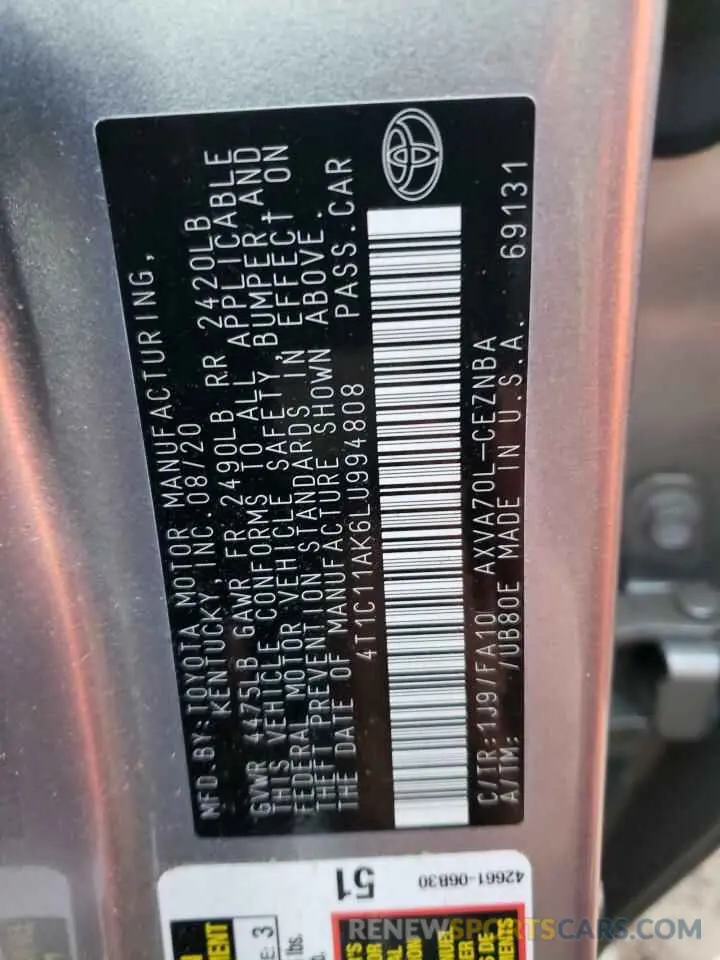 MFD.BY:TOYOTA MOTOR MANUFACTURING,
KENTUCKY, INC.08/20
GVWR 4475LB GAWR FR 2490LB RR 2420LB
THIS VEHICLE CONFORMS TO ALL APPLICABLE
FEDERAL MOTOR VEHICLE SAFETY, BUMPER AND
THEFT PREVENTION STANDARDS IN EFFECT ON
THE DATE OF MANUFACTURE SHOWN ABOVE.
4T1C11AK6LU994808 PASS.CAR
C/TR:1J9/FA10 AXVA70L-CEZNBA
A/TM: /UB80E MADE IN U.S.A. 69131
51
42661-06B30
3
lbs.
RENEWSPORTSCARS.COM